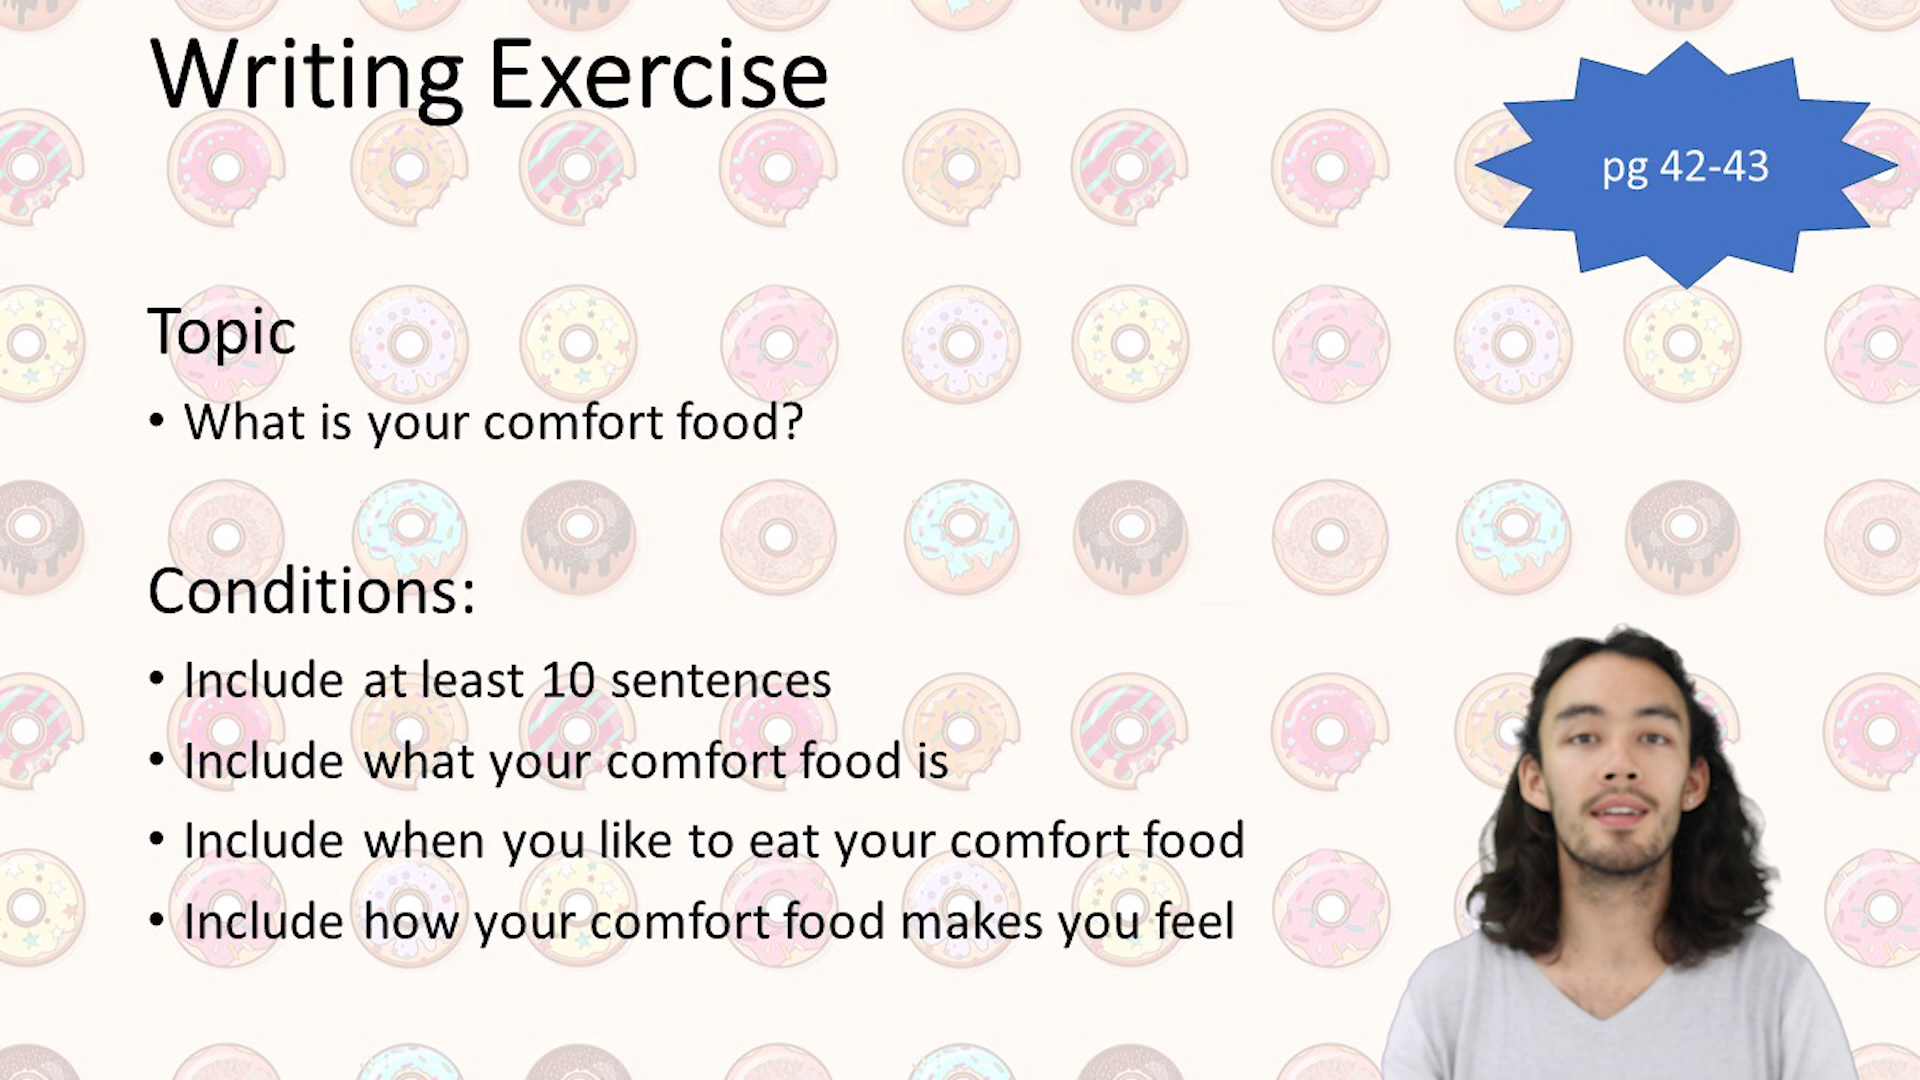 Writing Exercise
pg 42-43
Topic
• What is your comfort food?
Conditions:
• Include at least 10 sentences
• Include what your comfort food is
• Include when you like to eat your comfort food
• Include how your comfort food makes you feel